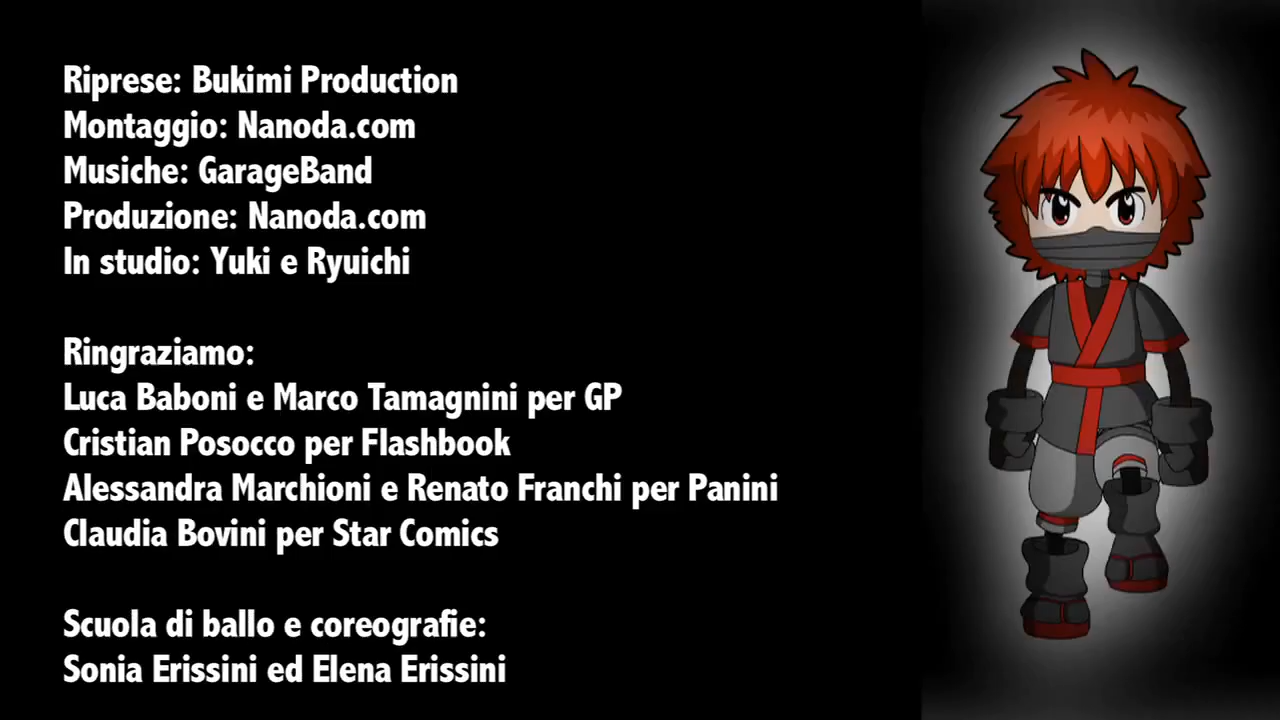 Riprese: Bukimi Production
Montaggio: Nanoda.com
Musiche: GarageBand
Produzione: Nanoda.com
In studio: Yuki e Ryuichi
Ringraziamo:
Luca Baboni e Marco Tamagnini per GP
Cristian Posocco per Flashbook
Alessandra Marchioni e Renato Franchi per Panini
Claudia Bovini per Star Comics
Scuola di ballo e coreografie:
Sonia Erissini ed Elena Erissini